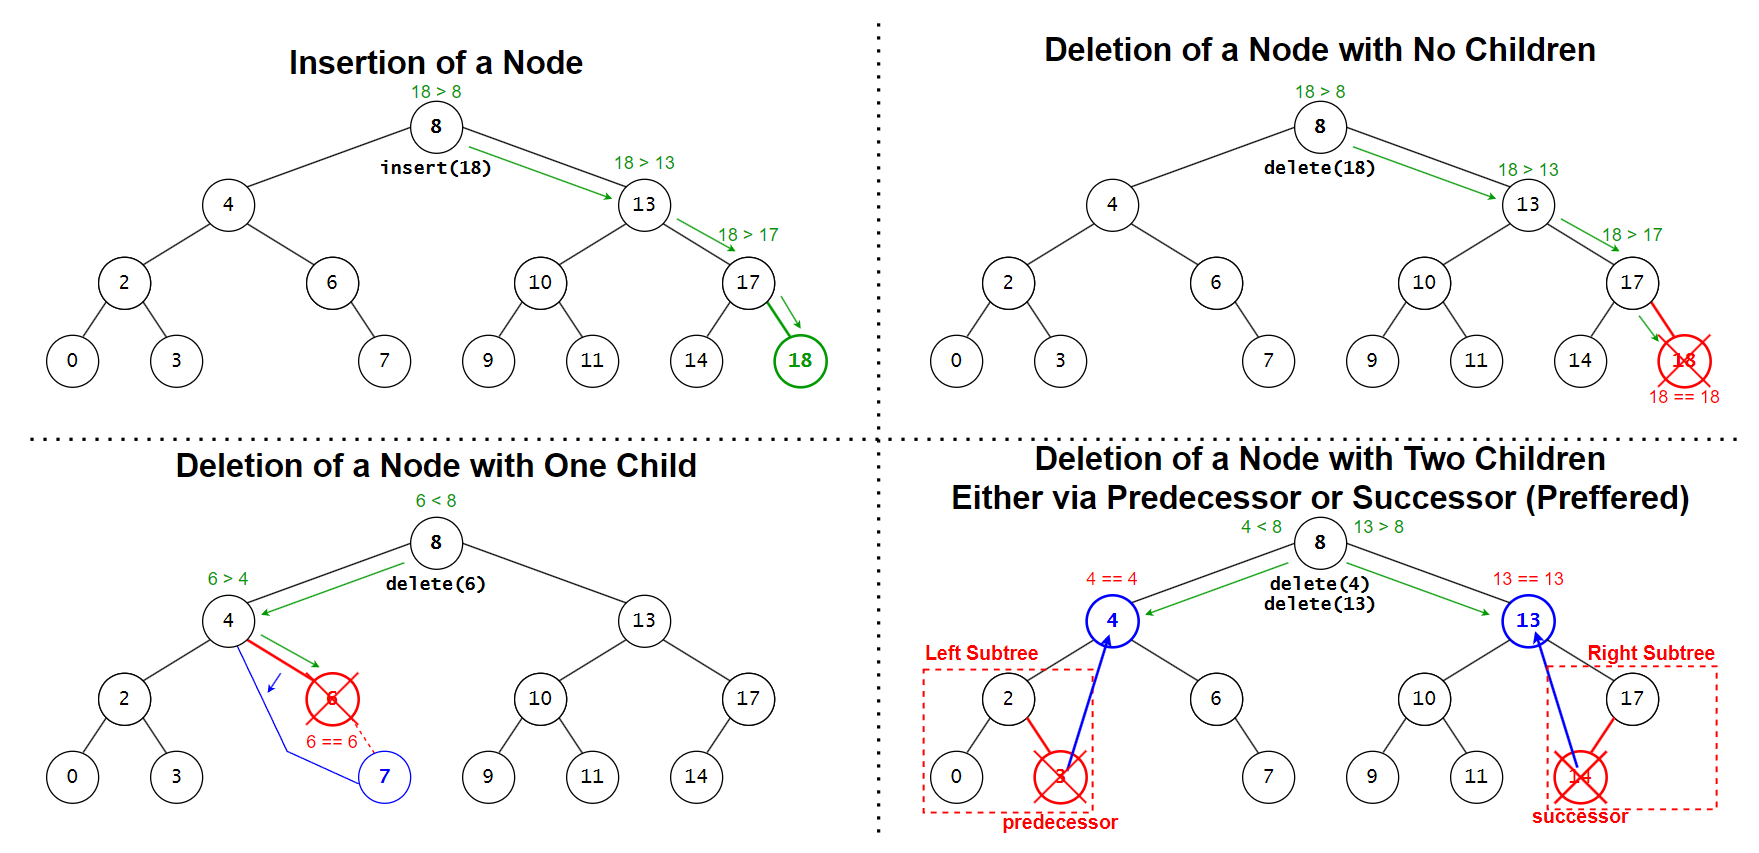 Insertion of a Node
18 > 8
8
insert(18)
18 > 13
4
13
18 > 17
2
6
10
17
0
3
7
9
11
14
18
Deletion of a Node with No Children
18 > 8
8
delete(18)
18 > 13
4
13
18 > 17
2
6
10
17
0
3
7
9
11
14
18
18 == 18
Deletion of a Node with One Child
6 < 8
8
delete(6)
6 > 4
4
13
2
6
10
17
6 == 6
0
3
7
9
11
14
Deletion of a Node with Two Children
Either via Predecessor or Successor (Preffered)
4 < 8
13 > 8
8
delete(4)
delete(13)
4 == 4
13 == 13
4
13
Left Subtree
Right Subtree
2
6
10
17
0
3
7
9
11
14
predecessor
successor